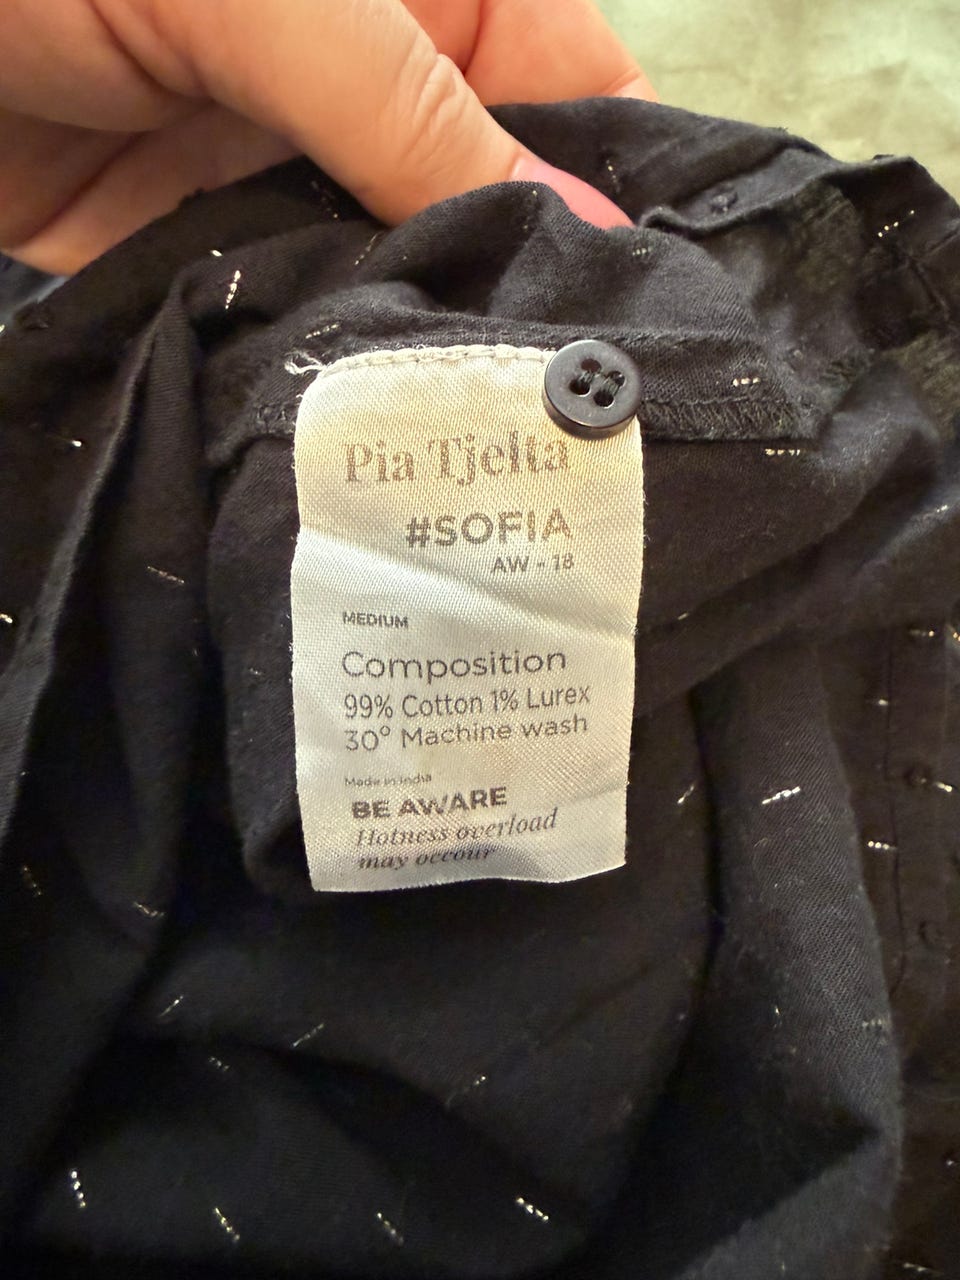 Pia Tjelta
#SOFIA
AW - 18
MEDIUM
Composition
99% Cotton 1% Lurex
30° Machine wash
Made in India
BE AWARE
Hotness overload
may occour